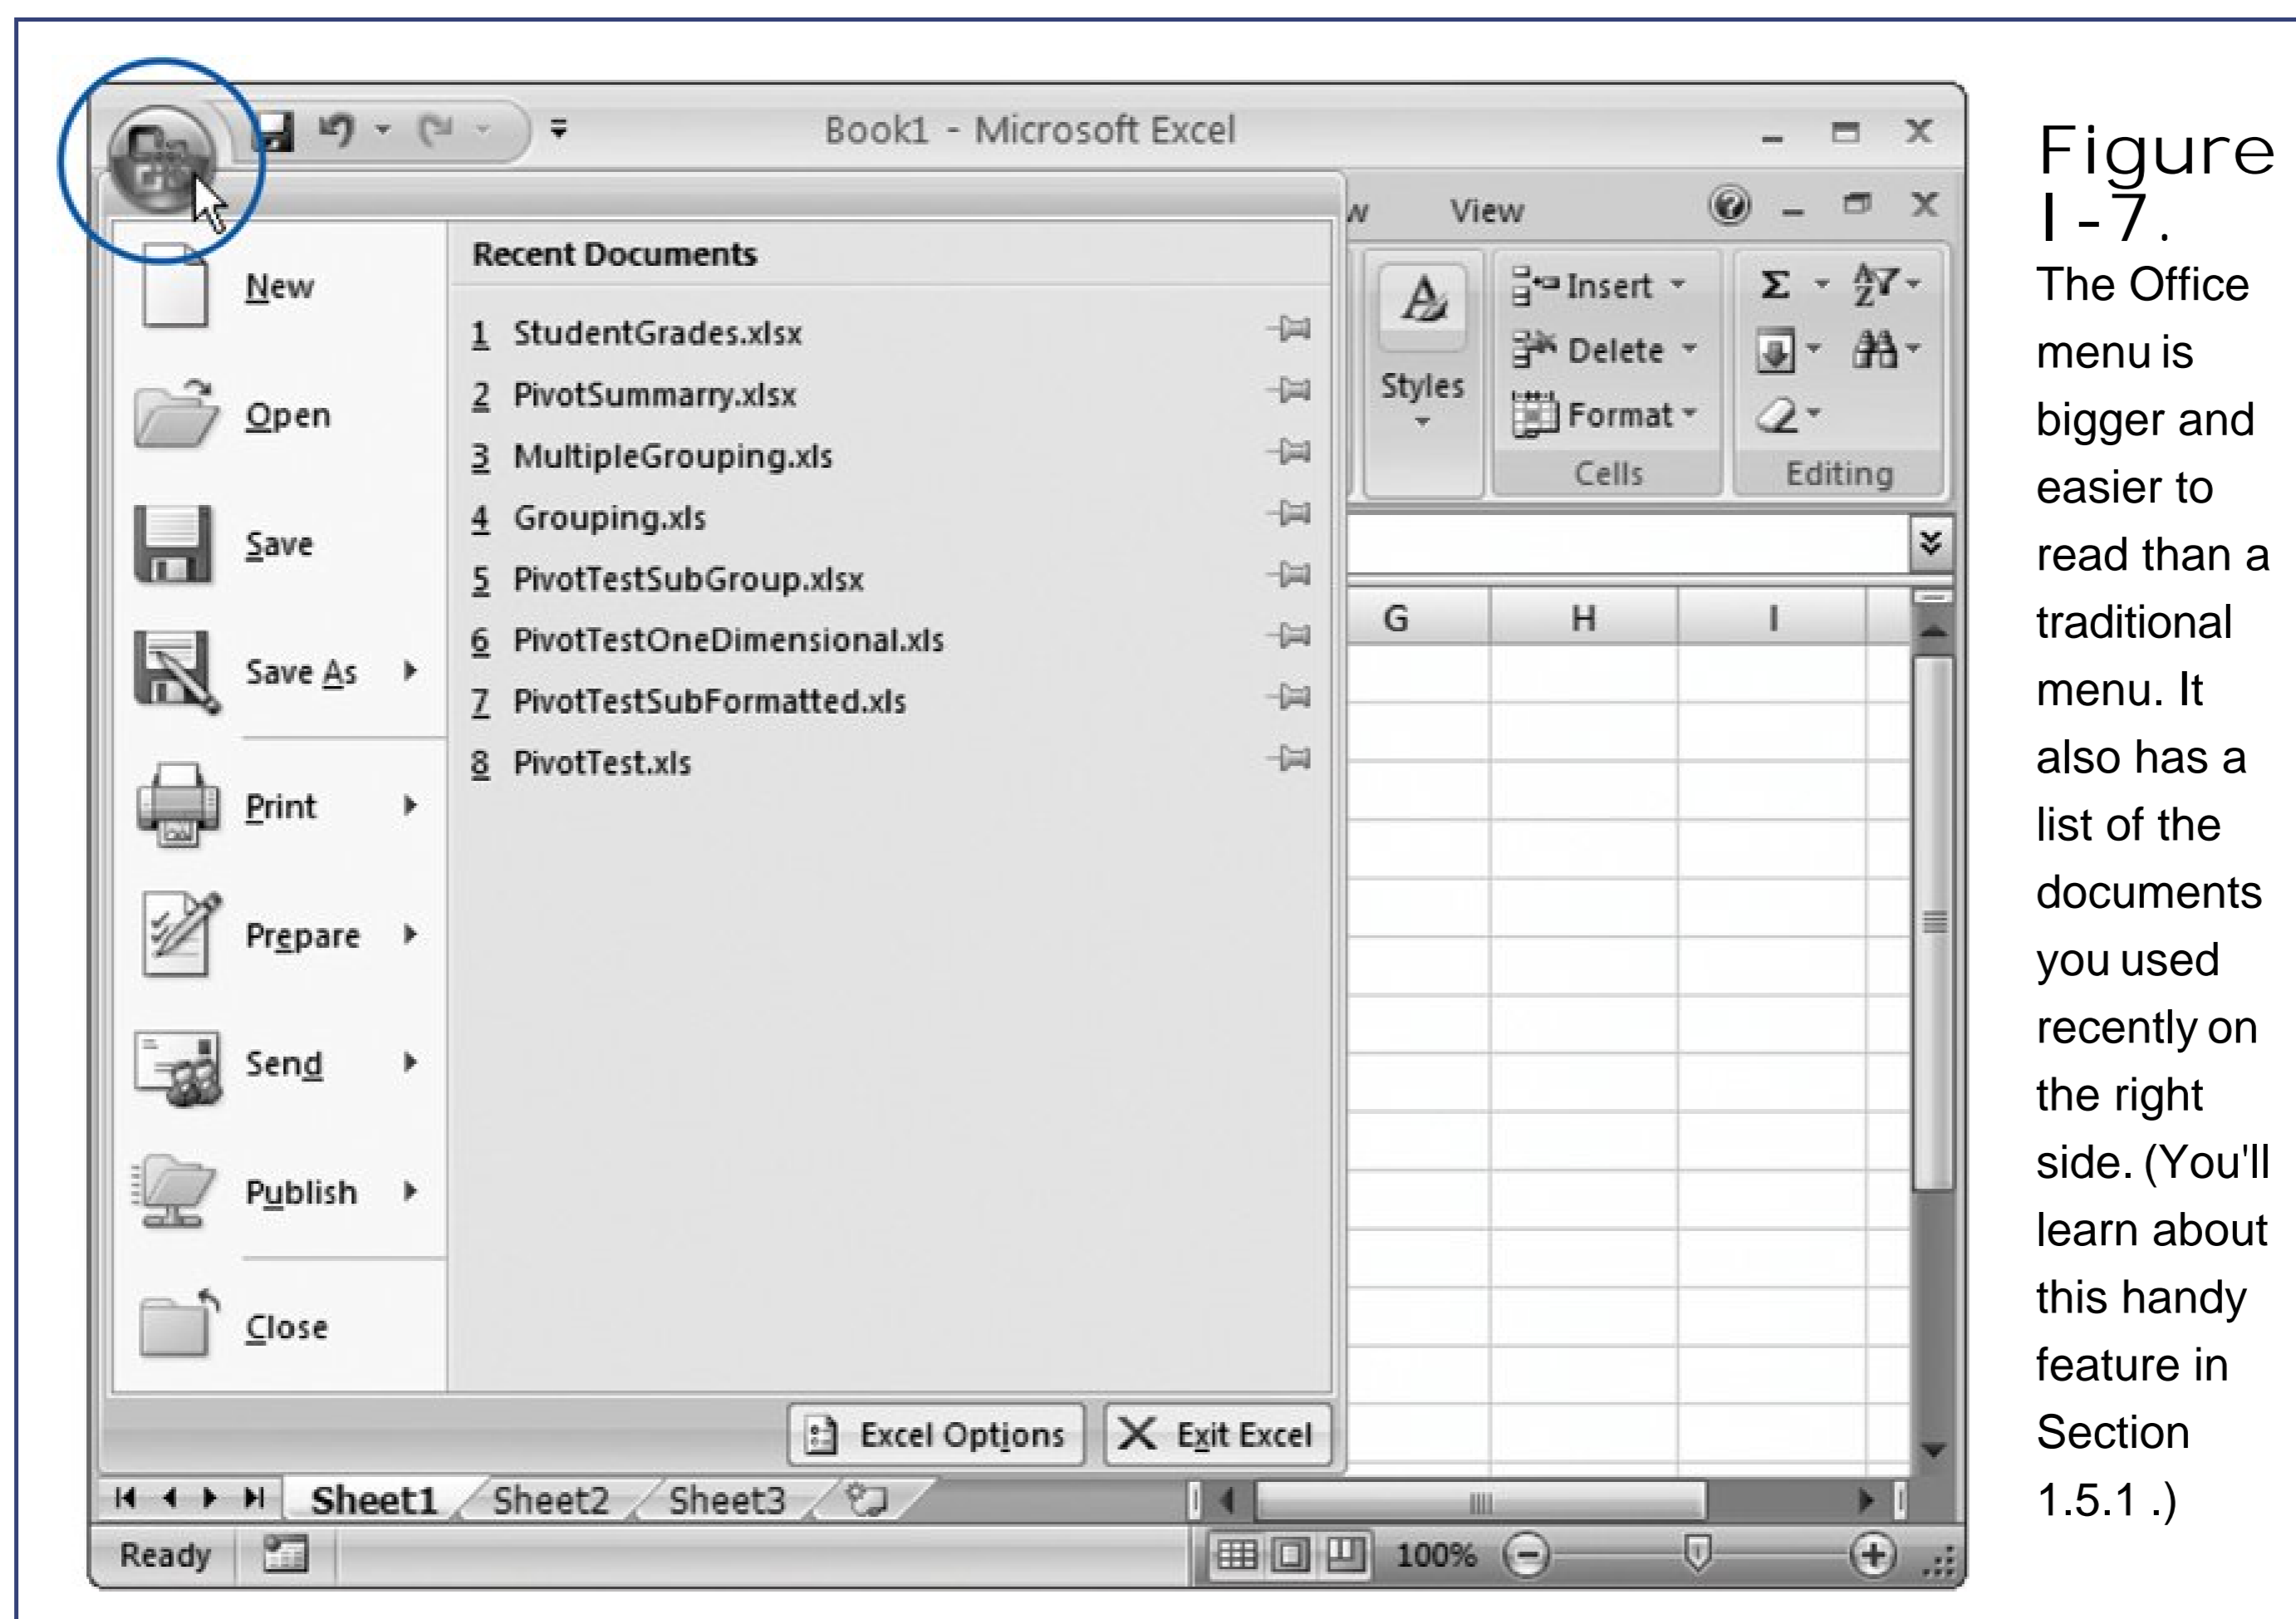 Book1 - Microsoft Excel
w View
New
Open
Save
Save As
Print
Prepare
Send
Publish
Close
Recent Documents
1 StudentGrades.xlsx
2 PivotSummarry.xlsx
3 MultipleGrouping.xls
4 Grouping.xls
5 PivotTestSubGroup.xlsx
6 PivotTestOneDimensional.xls
7 PivotTestSubFormatted.xls
8 PivotTest.xls
Excel Options
Exit Excel
Styles
Insert
Delete
Format
Cells
Σ
Editing
G H I
Sheet1 Sheet2 Sheet3
Ready
100%
Figure
I-7.
The Office
menu is
bigger and
easier to
read than a
traditional
menu. It
also has a
list of the
documents
you used
recently on
the right
side. (You'll
learn about
this handy
feature in
Section
1.5.1 .)